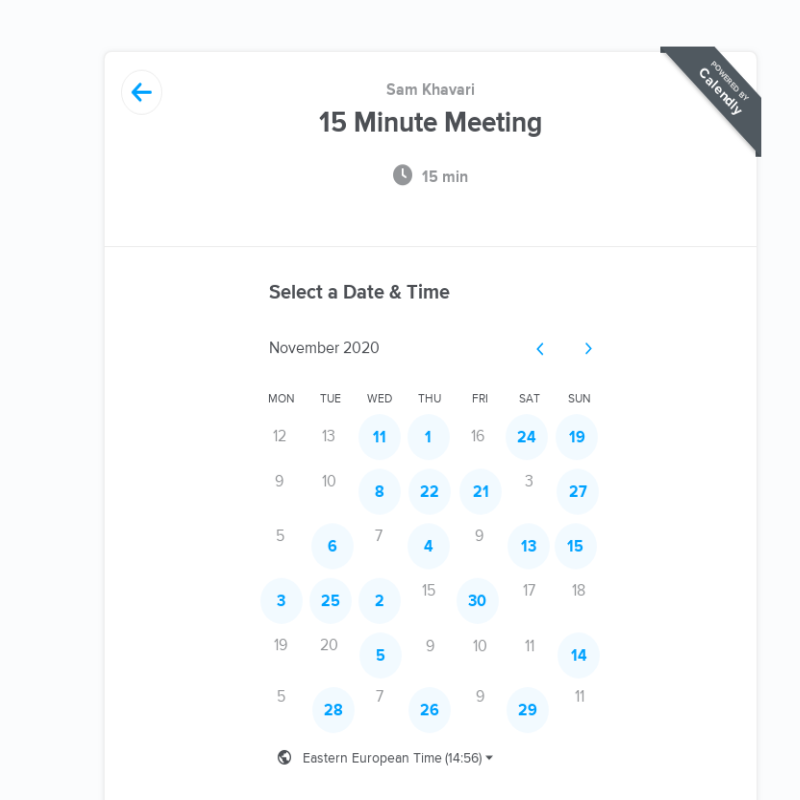 POWERED BY
Calendly
Sam Khavari
15 Minute Meeting
15 min
Select a Date & Time
November 2020
MON TUE WED THU FRI SAT SUN
12 13 11 1 16 24 19
9 10 8 22 21 3 27
5 6 7 4 9 13 15
3 25 2 15 30 17 18
19 20 5 9 10 11 14
5 28 7 26 9 29 11
Eastern European Time (14:56)